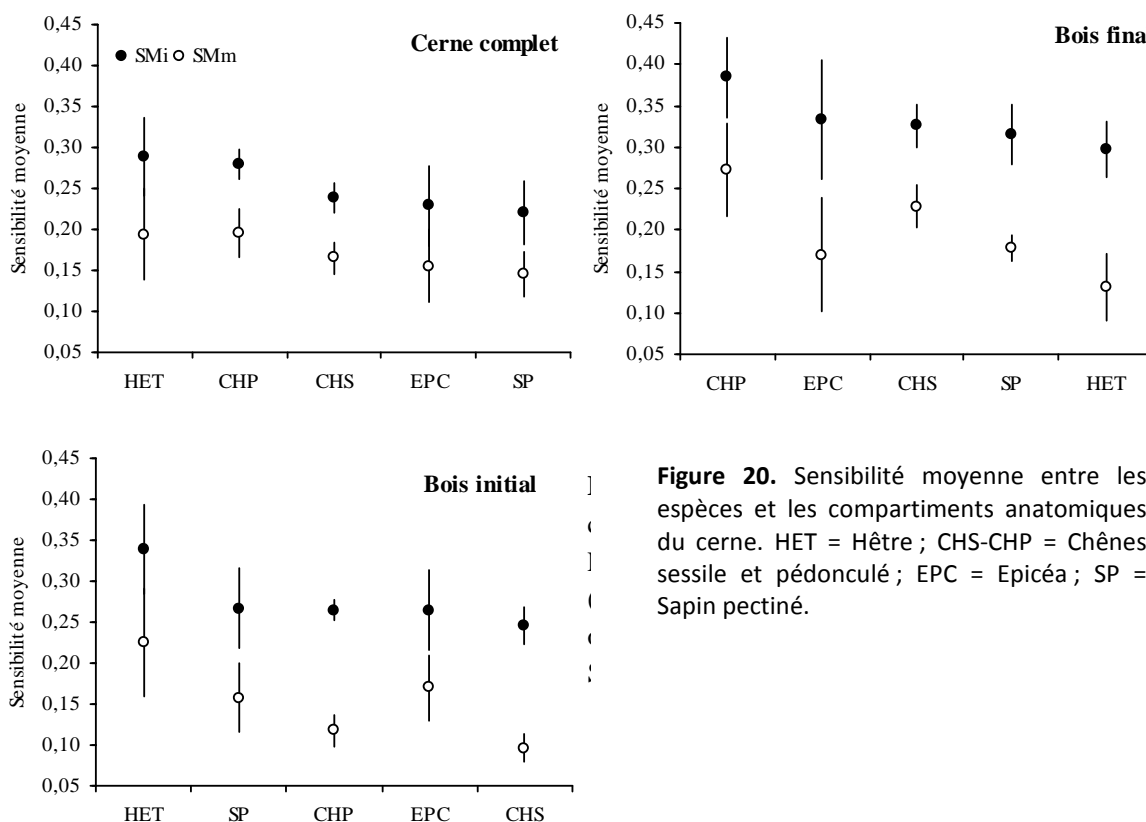 Cerne complet
SMi SMm
Sensibilité moyenne
0,45
0,40
0,35
0,30
0,25
0,20
0,15
0,10
0,05
HET CHP CHS EPC SP
Bois fina
Sensibilité moyenne
0,45
0,40
0,35
0,30
0,25
0,20
0,15
0,10
0,05
CHP EPC CHS SP HET
Bois initial
Sensibilité moyenne
0,45
0,40
0,35
0,30
0,25
0,20
0,15
0,10
0,05
HET SP CHP EPC CHS
Figure 20. Sensibilité moyenne entre les
espèces et les compartiments anatomiques
du cerne. HET = Hêtre ; CHS-CHP = Chênes
sessile et pédonculé ; EPC = Epicéa ; SP =
Sapin pectiné.